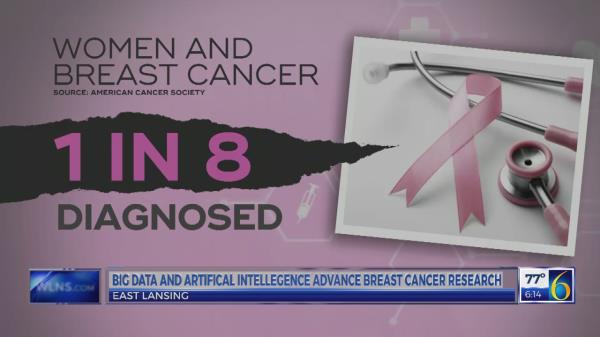 WOMEN AND
BREAST CANCER
SOURCE: AMERICAN CANCER SOCIETY
1 IN 8
DIAGNOSED
BIG DATA AND ARTIFICAL INTELLEGENCE ADVANCE BREAST CANCER RESEARCH
77°
WLNS.COM
EAST LANSING
6:14
6